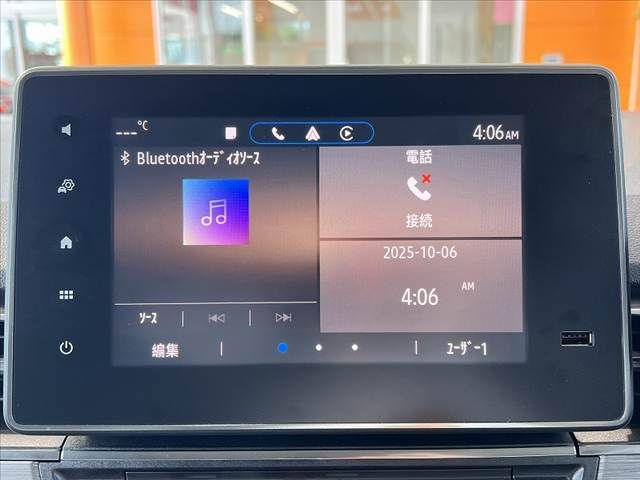 ---°C
4:06 AM
Bluetoothｵｰﾃﾞｨｵｿｰｽ
電話
接続
2025-10-06
4:06 AM
ｿｰｽ
編集
ﾕｰｻﾞｰ1